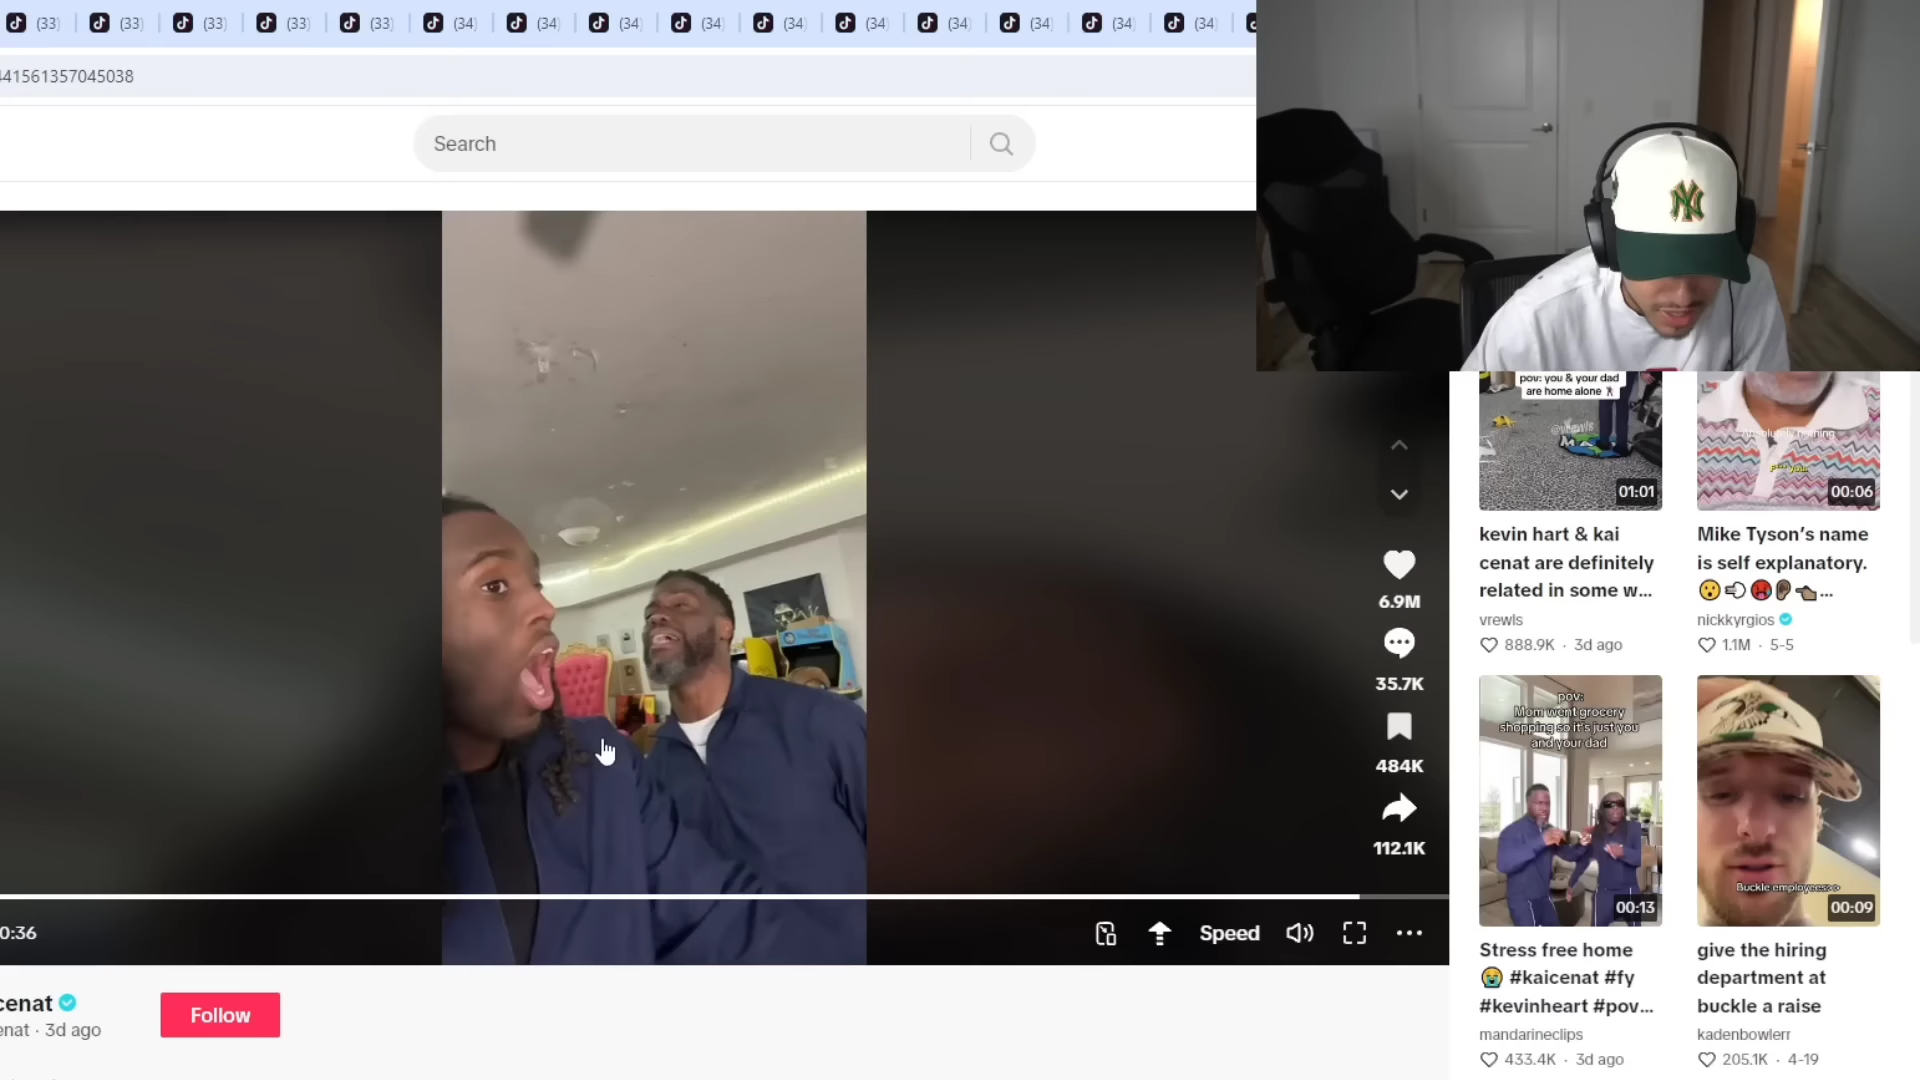 (33)
(33)
(33)
(33)
(33)
(34)
(34)
(34)
(34)
(34)
(34)
(34)
(34)
(34)
(34)
441561357045038
Search
NY
6.9M
35.7K
484K
112.1K
0:36
Speed
cenat
enat · 3d ago
Follow
pov: you & your dad
are home alone
01:01
kevin hart & kai
cenat are definitely
related in some w...
vrewls
888.9K · 3d ago
00:06
Mike Tyson's name
is self explanatory.
...
nickkyrgios
1.1M · 5-5
pov:
Mom went grocery
shopping so it's just you
and your dad
00:13
Stress free home
#kaicenat #fy
#kevinheart #pov...
mandarineclips
433.4K · 3d ago
Buckle employees>>
00:09
give the hiring
department at
buckle a raise
kadenbowlerr
205.1K · 4-19